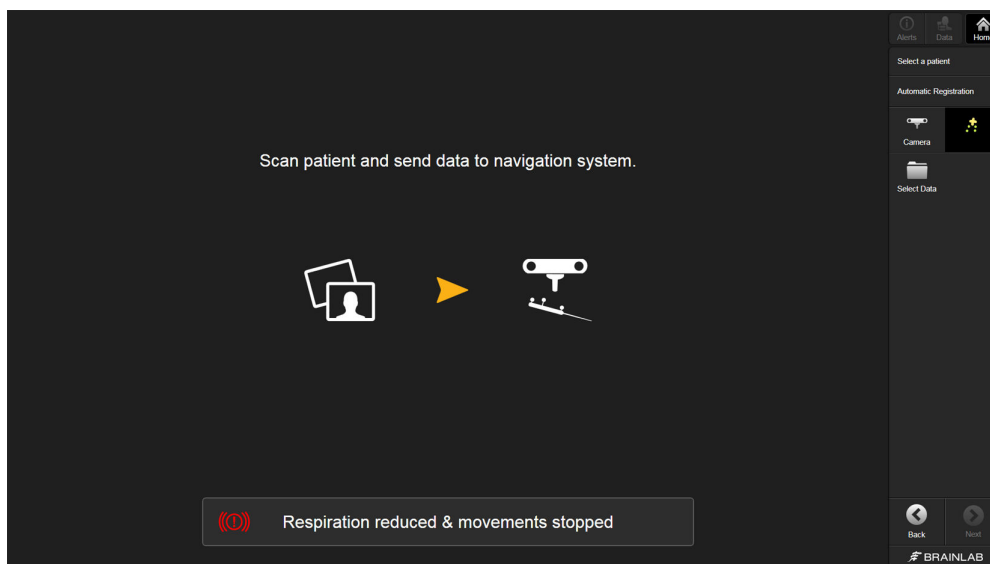 Alerts Data Hom
Select a patient
Automatic Registration
Camera
Select Data
Scan patient and send data to navigation system.
Respiration reduced & movements stopped
Back Next
BRAINLAB